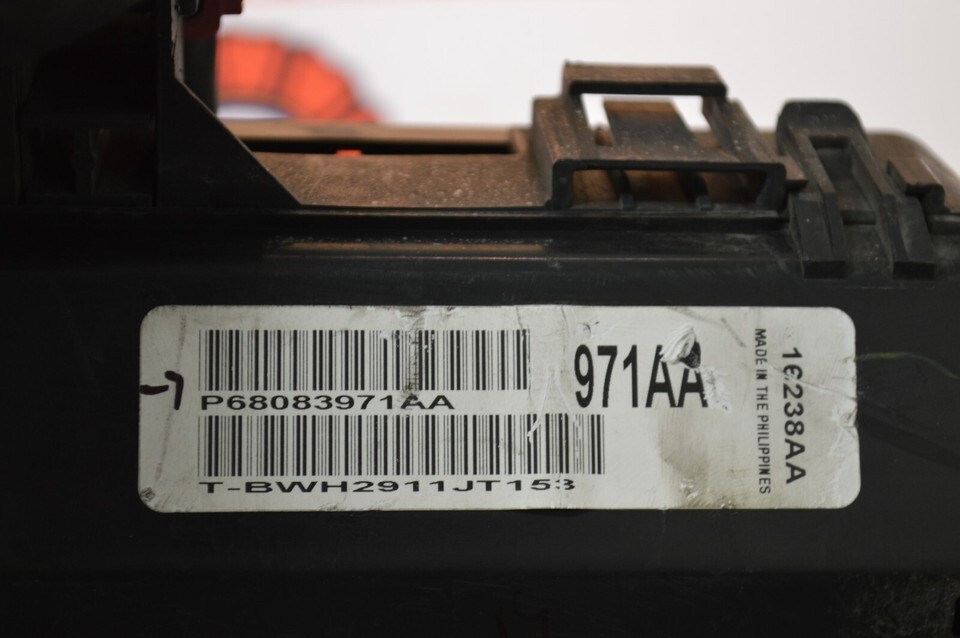 P68083971AA
971AA
T-BWH2911JT153
MADE IN THE PHILIPPINES